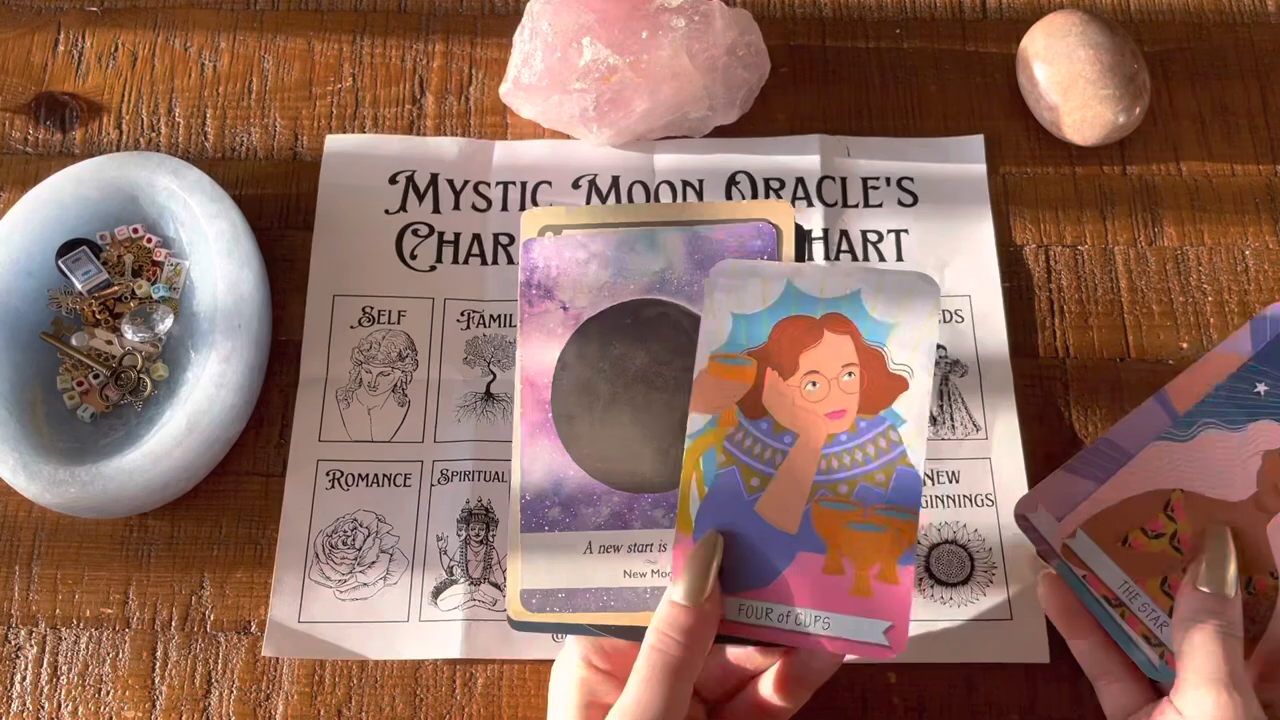 MYSTIC MOON ORACLE'S
CHAR HART
SELF
FAMIL
DS
ROMANCE
SPIRITUAL
NEW
GINNINGS
A new start is
New Moo
FOUR of CUPS
THE STAR